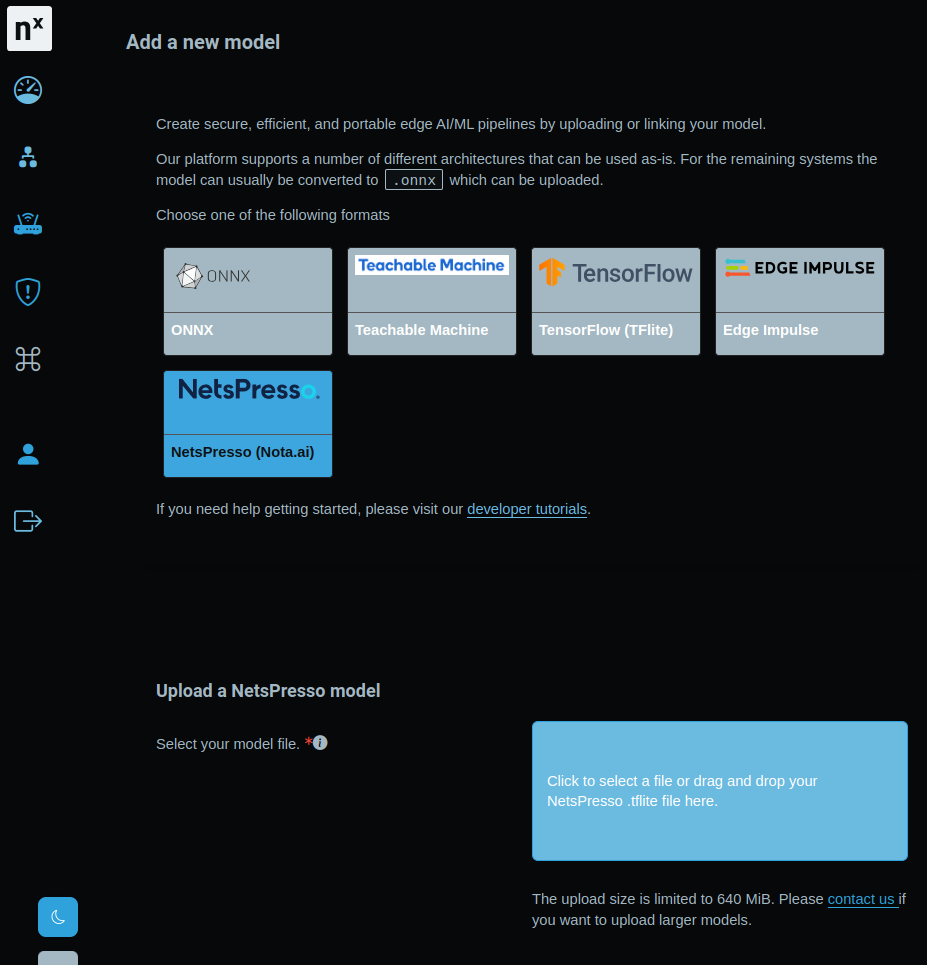 nx
Add a new model
Create secure, efficient, and portable edge AI/ML pipelines by uploading or linking your model.
Our platform supports a number of different architectures that can be used as-is. For the remaining systems the
model can usually be converted to .onnx which can be uploaded.
Choose one of the following formats
ONNX
Teachable Machine
TensorFlow
EDGE IMPULSE
ONNX
Teachable Machine
TensorFlow (TFlite)
Edge Impulse
NetsPresso.
NetsPresso (Nota.ai)
If you need help getting started, please visit our developer tutorials.
Upload a NetsPresso model
Select your model file. *
Click to select a file or drag and drop your
NetsPresso .tflite file here.
The upload size is limited to 640 MiB. Please contact us if
you want to upload larger models.